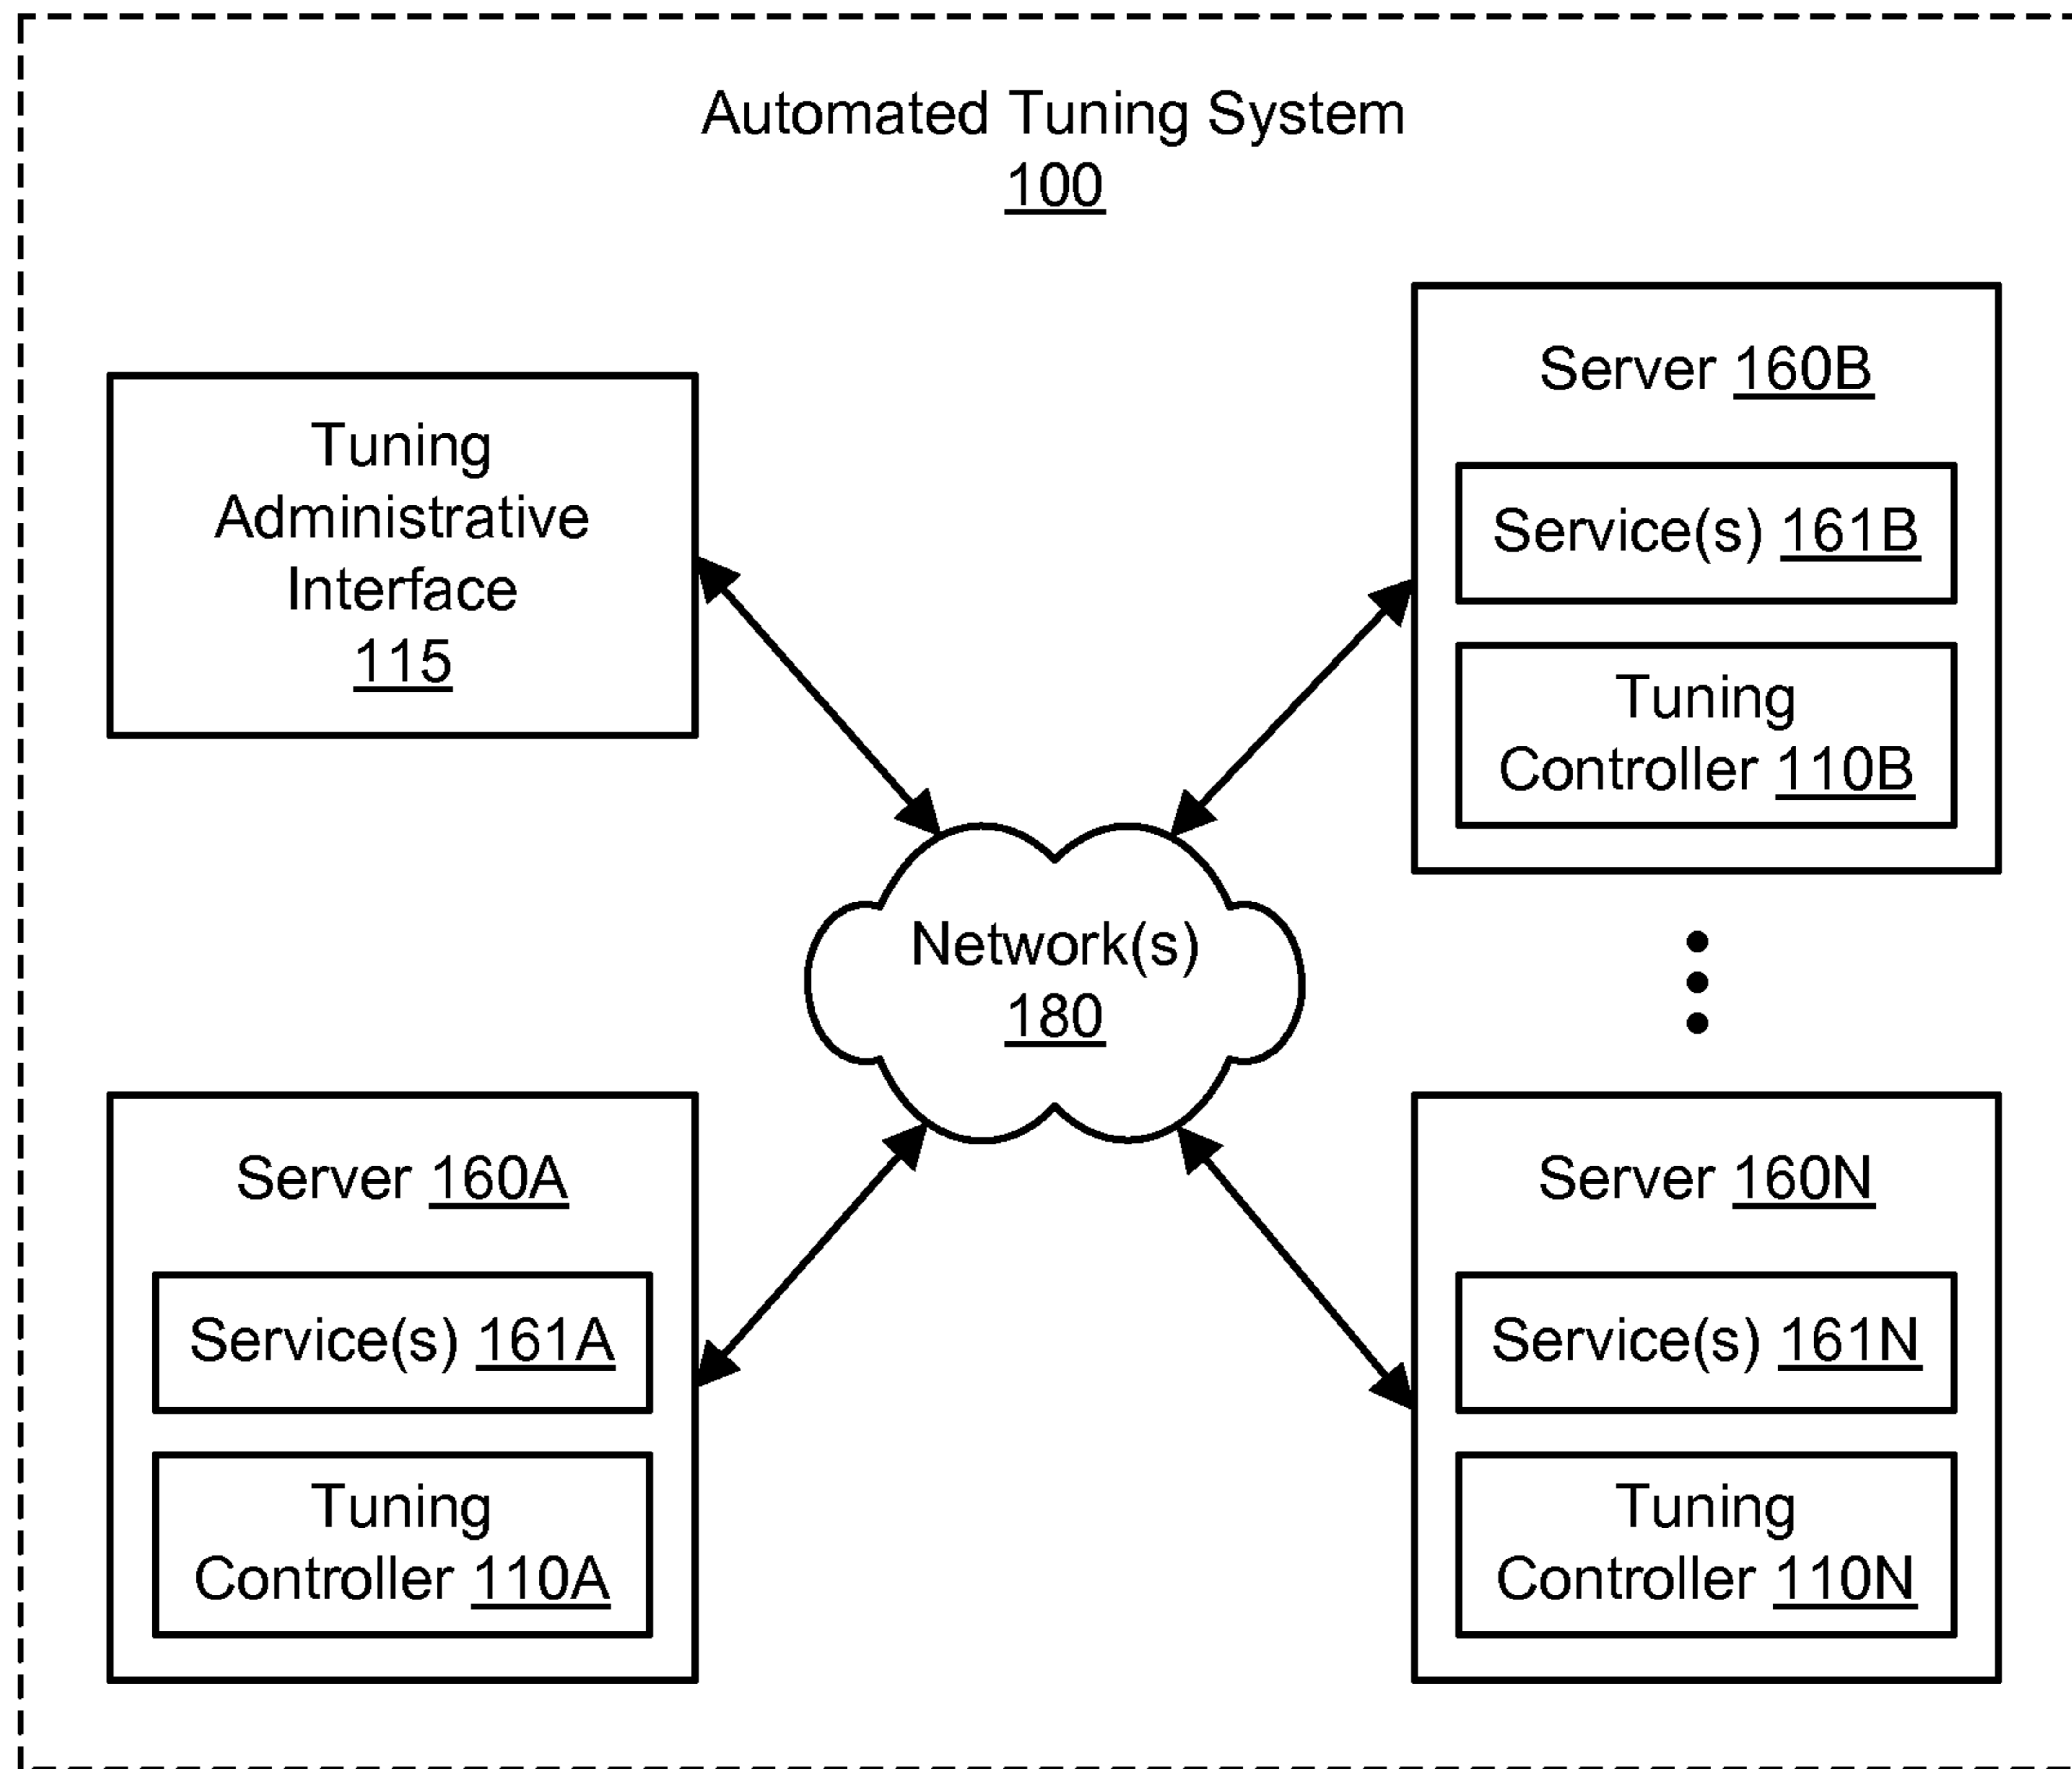 Automated Tuning System
100
Tuning
Administrative
Interface
115
Server 160B
Service(s) 161B
Tuning
Controller 110B
Network(s)
180
Server 160A
Service(s) 161A
Tuning
Controller 110A
Server 160N
Service(s) 161N
Tuning
Controller 110N